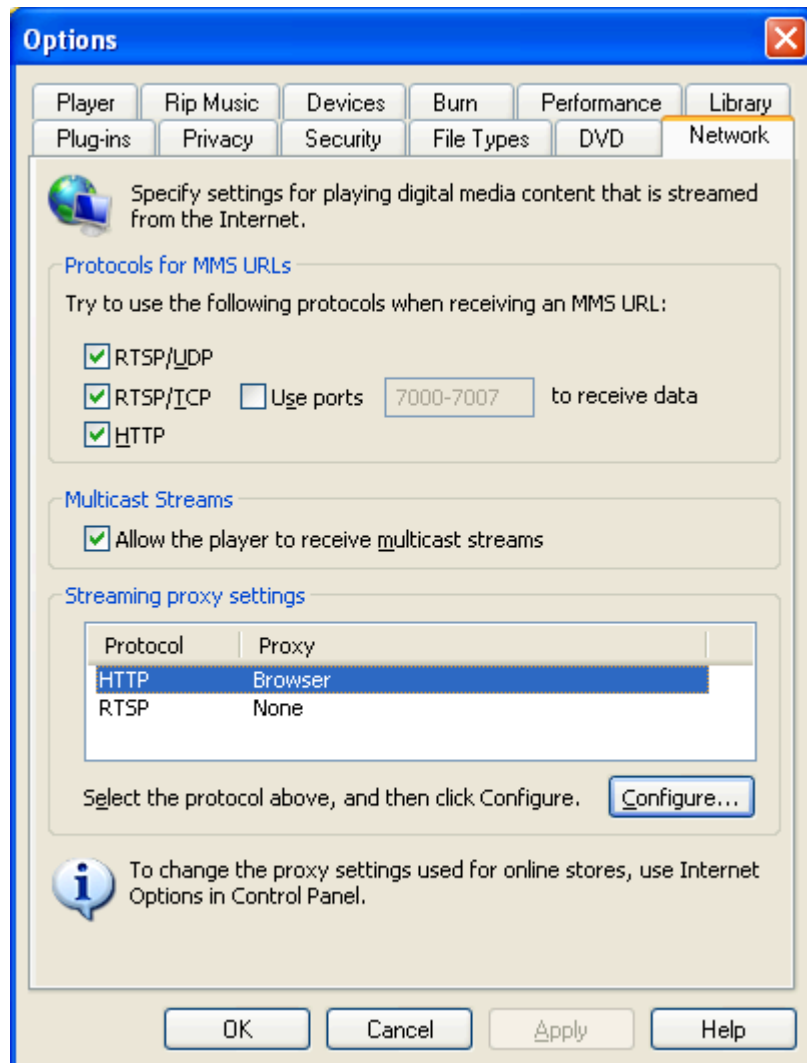 Options
Player Rip Music Devices Burn Performance Library
Plug-ins Privacy Security File Types DVD Network
Specify settings for playing digital media content that is streamed
from the Internet.
Protocols for MMS URLs
Try to use the following protocols when receiving an MMS URL:
RTSP/UDP
RTSP/TCP Use ports 7000-7007 to receive data
HTTP
Multicast Streams
Allow the player to receive multicast streams
Streaming proxy settings
Protocol Proxy
HTTP Browser
RTSP None
Select the protocol above, and then click Configure. Configure...
To change the proxy settings used for online stores, use Internet
Options in Control Panel.
OK Cancel Apply Help